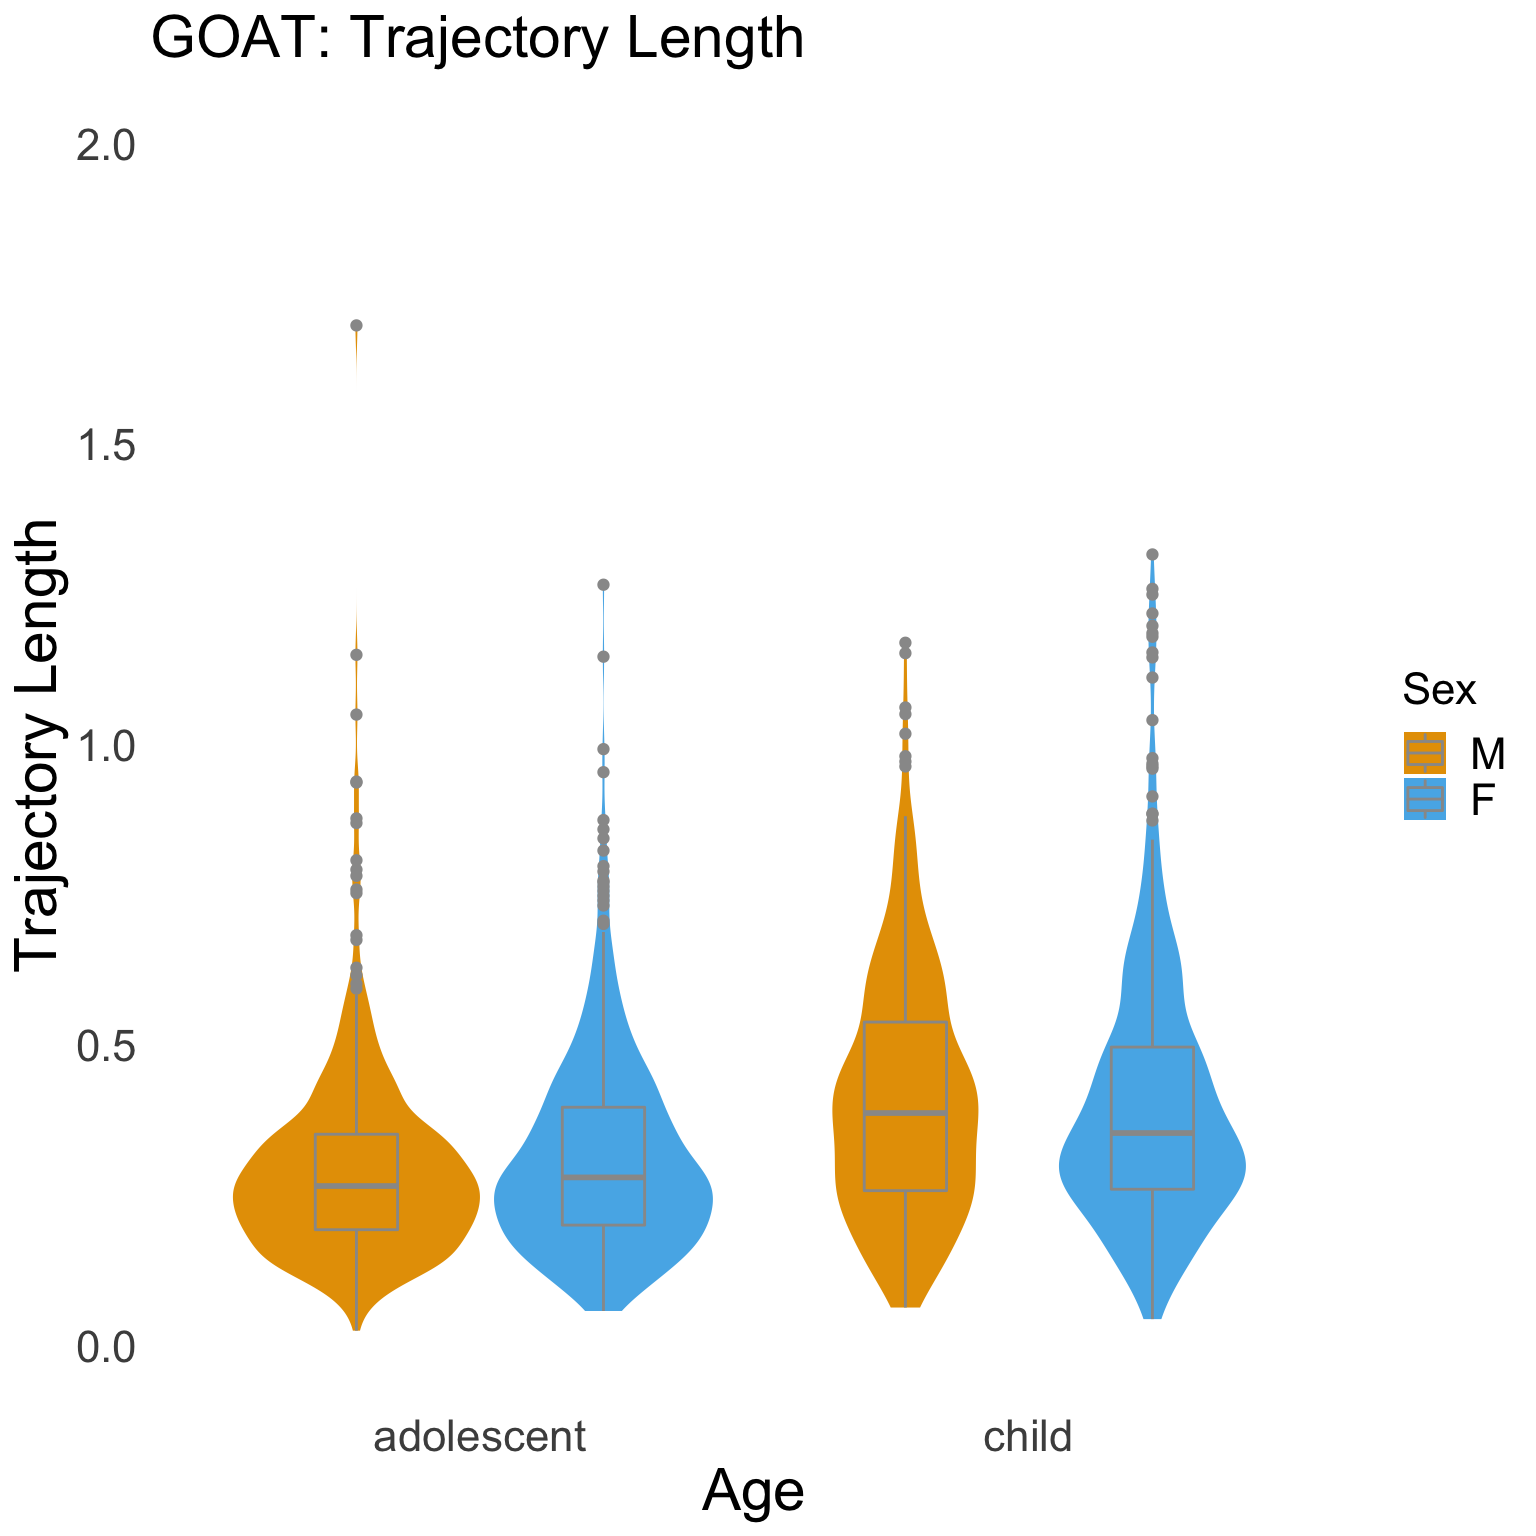 GOAT: Trajectory Length
2.0
1.5
1.0
0.5
0.0
Trajectory Length
adolescent
child
Age
Sex
M
F